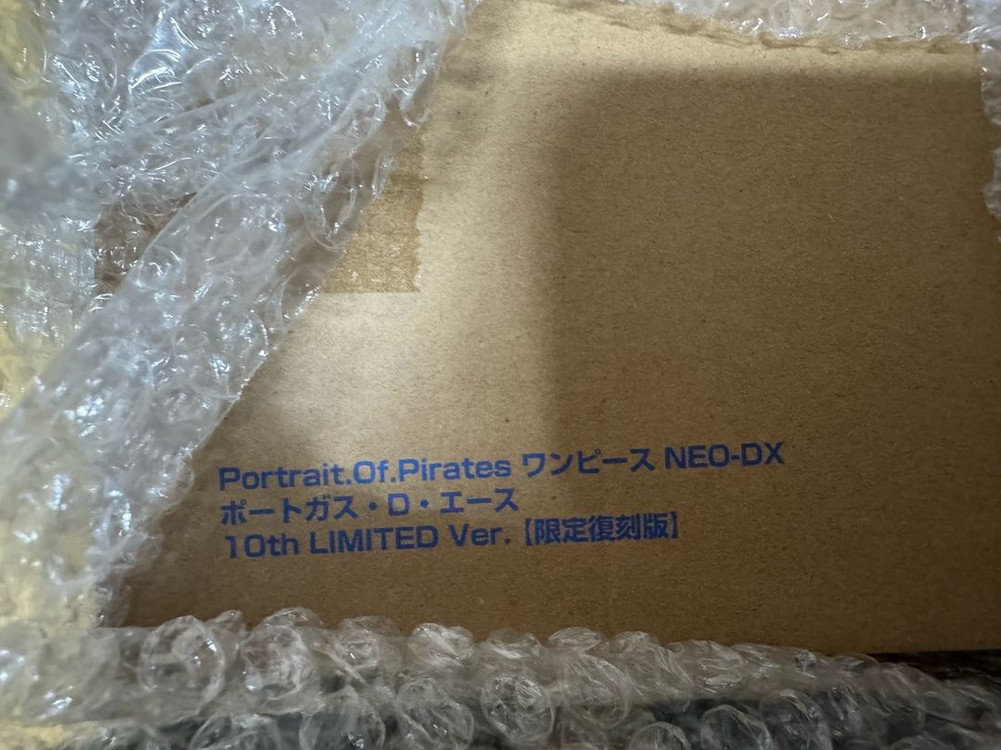 Portrait.Of.Pirates ワンピース NEO-DX
ポートガス・D・エース
10th LIMITED Ver.【限定復刻版】